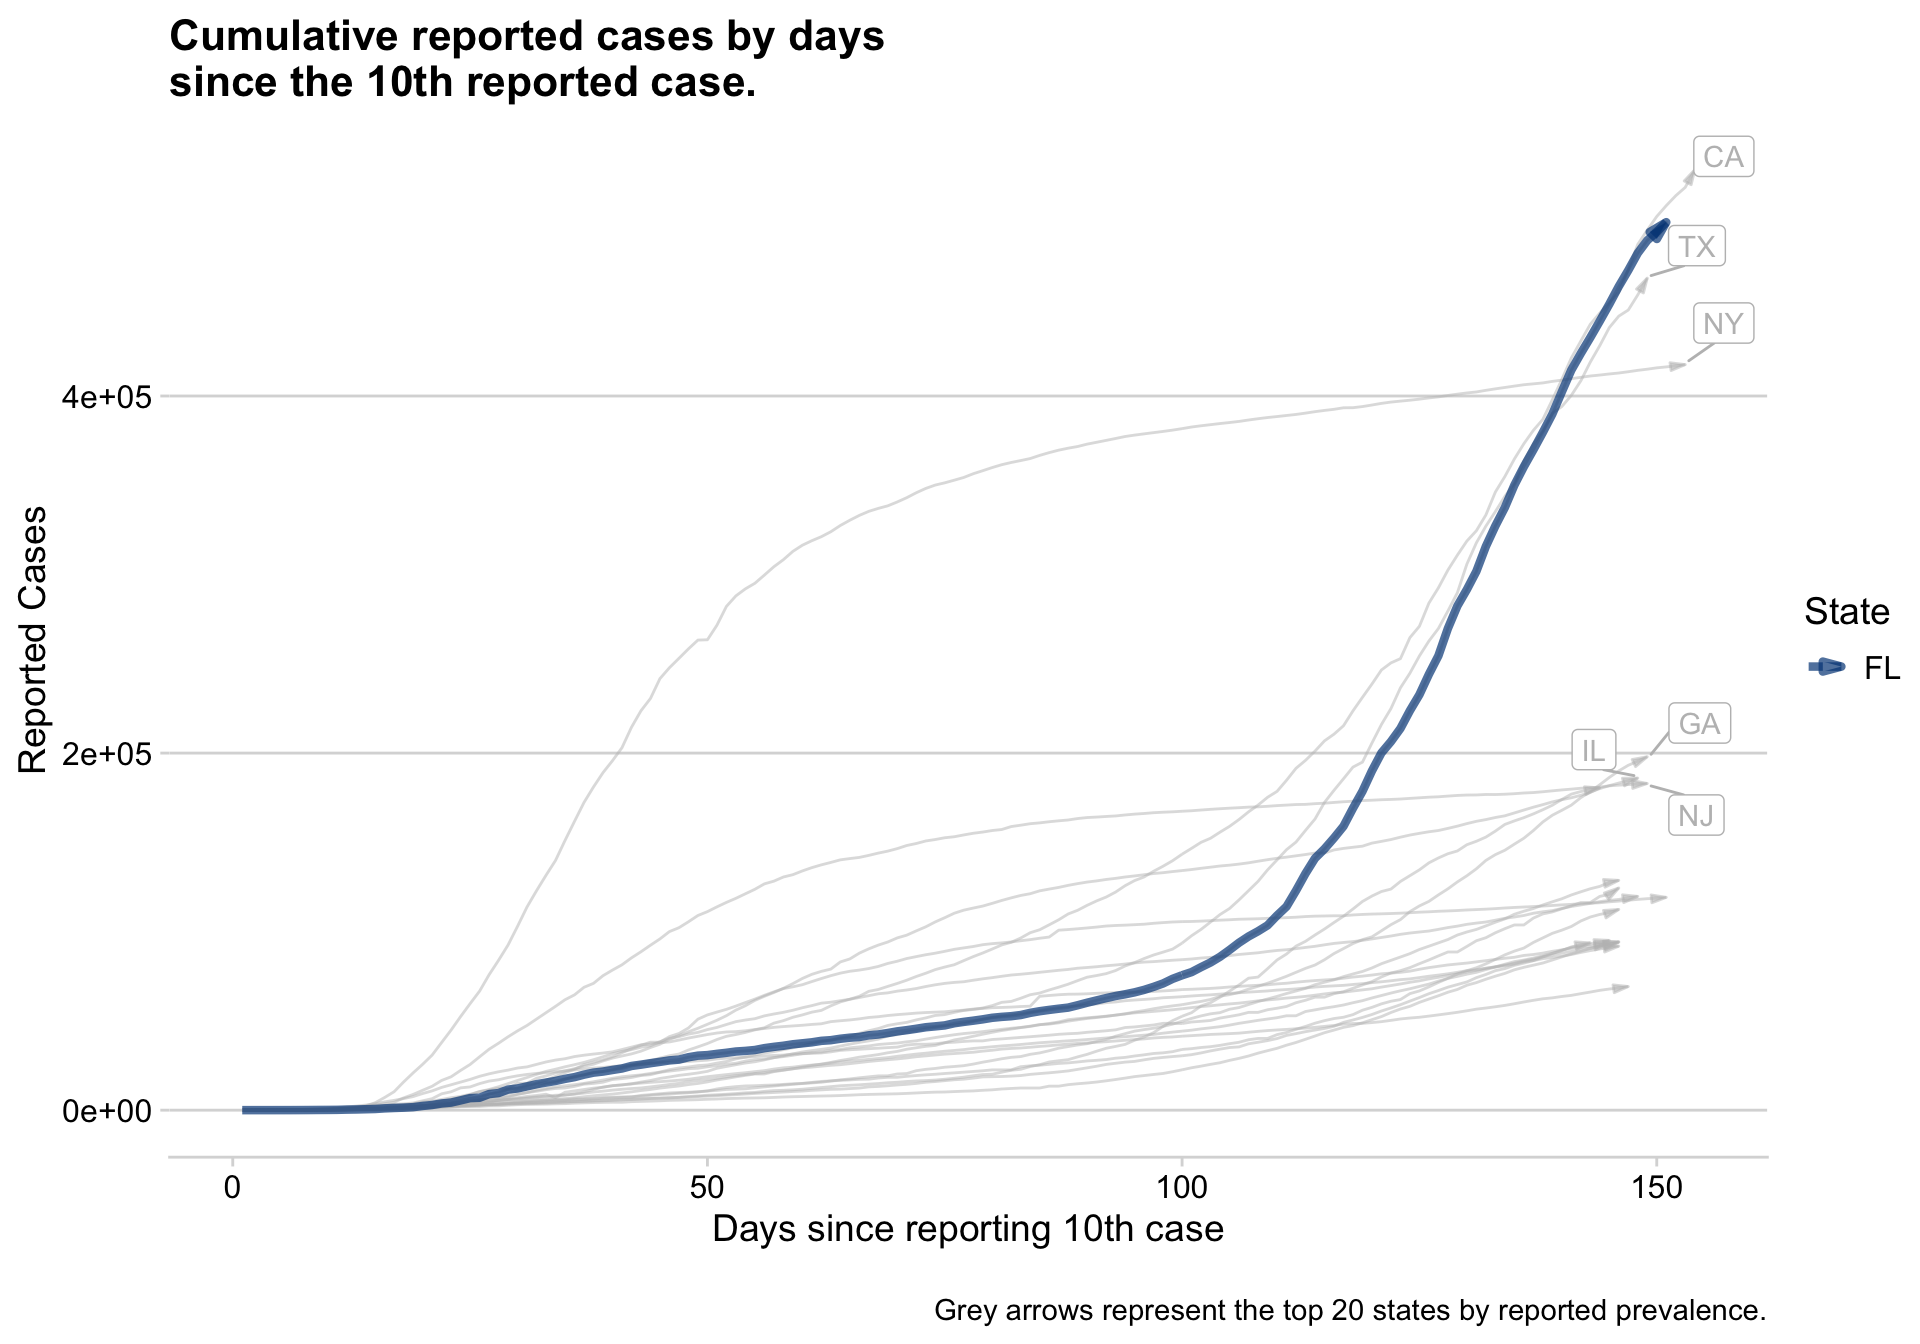 Cumulative reported cases by days
since the 10th reported case.
CA
TX
NY
4e+05
Reported Cases
State
FL
GA
IL
2e+05
NJ
0e+00
0
50
100
150
Days since reporting 10th case
Grey arrows represent the top 20 states by reported prevalence.